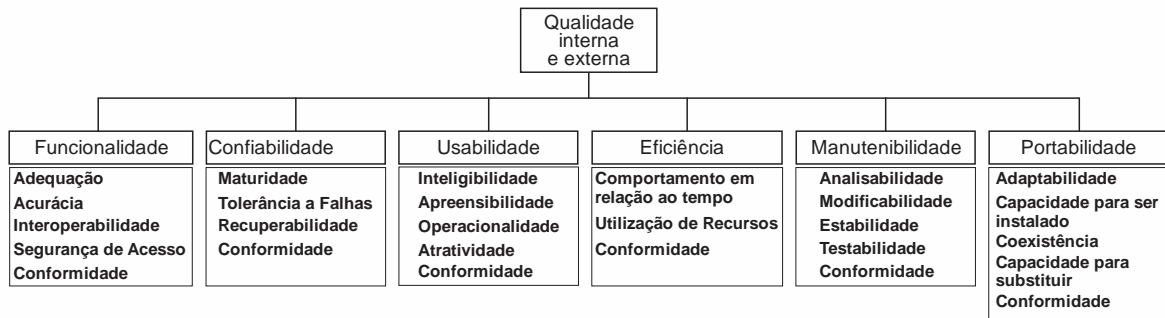 Qualidade
interna
e externa
Funcionalidade
Adequação
Acurácia
Interoperabilidade
Segurança de Acesso
Conformidade
Confiabilidade
Maturidade
Tolerância a Falhas
Recuperabilidade
Conformidade
Usabilidade
Inteligibilidade
Apreensibilidade
Operacionalidade
Atratividade
Conformidade
Eficiência
Comportamento em
relação ao tempo
Utilização de Recursos
Conformidade
Manutenibilidade
Analisabilidade
Modificabilidade
Estabilidade
Testabilidade
Conformidade
Portabilidade
Adaptabilidade
Capacidade para ser
instalado
Coexistência
Capacidade para
substituir
Conformidade